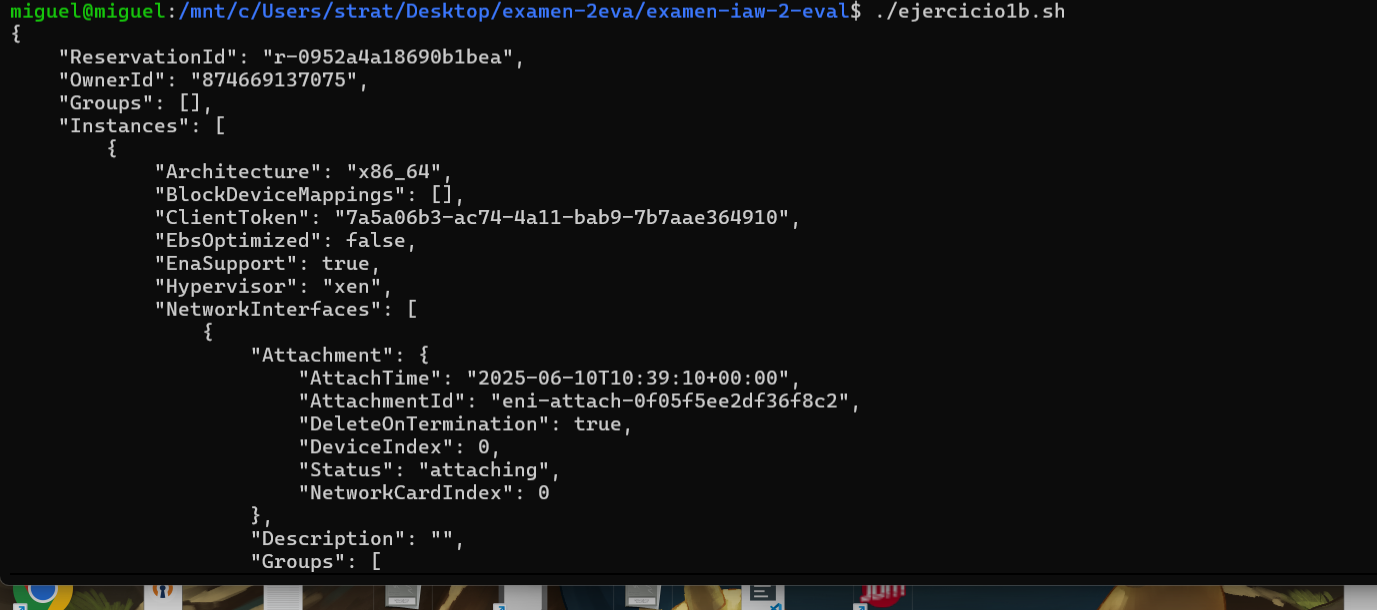 miguel@miguel:/mnt/c/Users/strat/Desktop/examen-2eva/examen-iaw-2-eval$ ./ejercicio1b.sh
{
    "ReservationId": "r-0952a4a18690b1bea",
    "OwnerId": "874669137075",
    "Groups": [],
    "Instances": [
        {
            "Architecture": "x86_64",
            "BlockDeviceMappings": [],
            "ClientToken": "7a5a06b3-ac74-4a11-bab9-7b7aae364910",
            "EbsOptimized": false,
            "EnaSupport": true,
            "Hypervisor": "xen",
            "NetworkInterfaces": [
                {
                    "Attachment": {
                        "AttachTime": "2025-06-10T10:39:10+00:00",
                        "AttachmentId": "eni-attach-0f05f5ee2df36f8c2",
                        "DeleteOnTermination": true,
                        "DeviceIndex": 0,
                        "Status": "attaching",
                        "NetworkCardIndex": 0
                    },
                    "Description": "",
                    "Groups": [